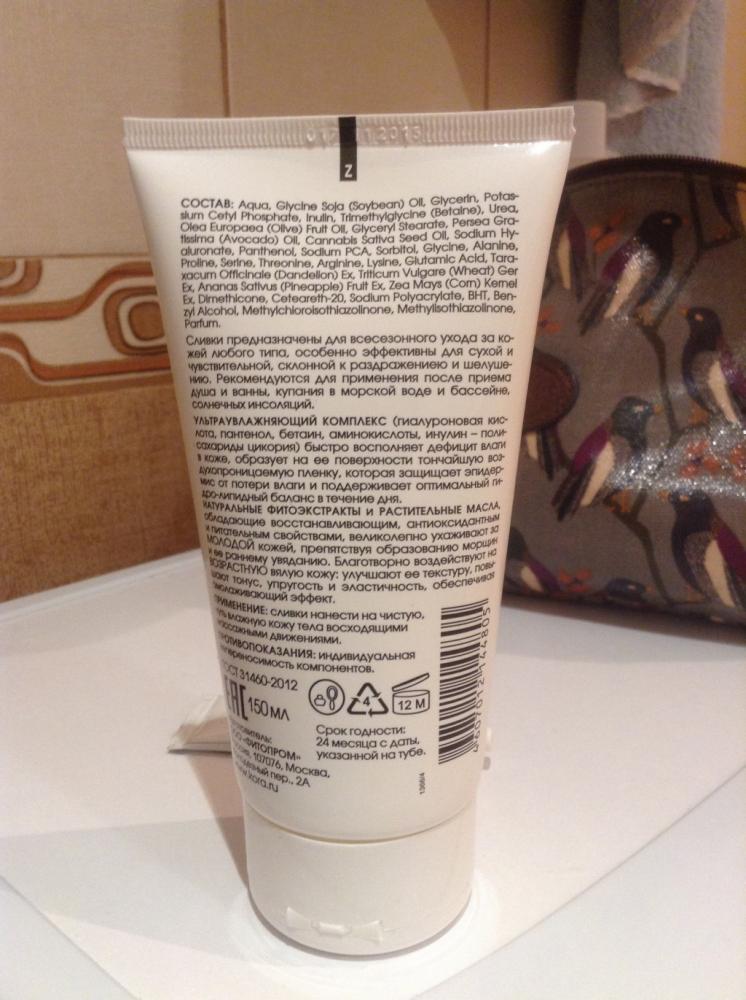 Z
СОСТАВ: Aqua, Glycine Soja (Soybean) Oil, Glycerin, Potas-
sium Cetyl Phosphate, Inulin, Trimethylglycine (Betaine), Urea,
Olea Europaea (Olive) Fruit Oil, Glyceryl Stearate, Persea Gra-
tissima (Avocado) Oil, Cannabis Sativa Seed Oil, Sodium Hy-
aluronate, Panthenol, Sodium PCA, Sorbitol, Glycine, Alanine,
Proline, Serine, Threonine, Arginine, Lysine, Glutamic Acid, Tara-
xacum Officinale (Dandelion) Ex, Triticum Vulgare (Wheat) Ger
Ex, Ananas Sativus (Pineapple) Fruit Ex, Zea Mays (Corn) Kernel
Ex, Dimethicone, Ceteareth-20, Sodium Polyacrylate, BHT, Ben-
zyl Alcohol, Methylchloroisothiazolinone, Methylisothiazolinone,
Parfum.
Сливки предназначены для всесезонного ухода за ко-
жей любого типа, особенно эффективны для сухой и
чувствительной, склонной к раздражению и шелуше-
нию. Рекомендуются для применения после приема
душа и ванны, купания в морской воде и бассейне,
солнечных инсоляций.
УЛЬТРАУВЛАЖНЯЮЩИЙ КОМПЛЕКС (гиалуроновая кис-
лота, пантенол, бетаин, аминокислоты, инулин – поли-
сахариды цикория) быстро восполняет дефицит влаги
в коже, образует на ее поверхности тончайшую воз-
духопроницаемую пленку, которая защищает эпидер-
мис от потери влаги и поддерживает оптимальный ги-
дро-липидный баланс в течение дня.
НАТУРАЛЬНЫЕ ФИТОЭКСТРАКТЫ и РАСТИТЕЛЬНЫЕ МАСЛА,
обладающие восстанавливающим, антиоксидантным
и питательным свойствами, великолепно ухаживают за
МОЛОДОЙ кожей, препятствуя образованию морщин
и ее раннему увяданию. Благотворно воздействуют на
ВОЗРАСТНУЮ вялую кожу: улучшают ее текстуру, повы-
шают тонус, упругость и эластичность, обеспечивая
омолаживающий эффект.
ПРИМЕНЕНИЕ: сливки нанести на чистую,
чуть влажную кожу тела восходящими
массажными движениями.
ПРОТИВОПОКАЗАНИЯ: индивидуальная
непереносимость компонентов.
ГОСТ 31460-2012
EAC 150 МЛ
4
12 M
Срок годности:
24 месяца с даты,
указанной на тубе.
«ФИТОПРОМ»
107076, Москва,
пер., 2А
www.kora.ru
4607012144805